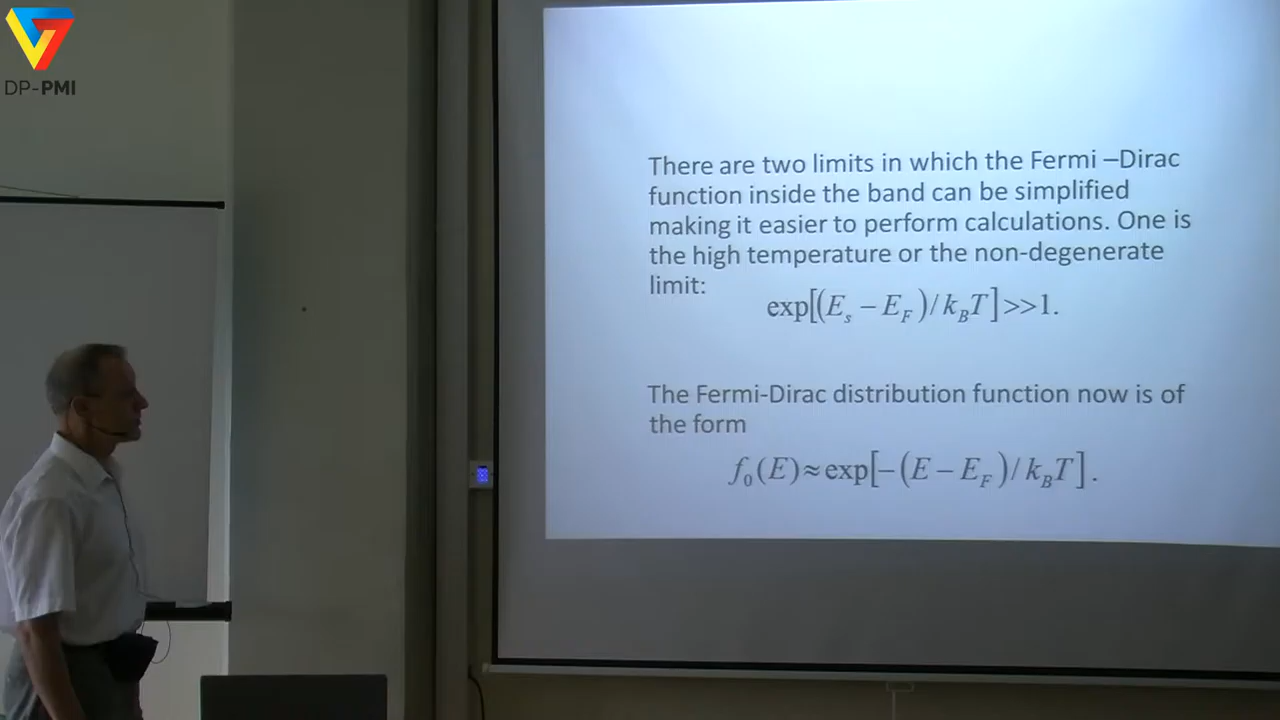 DP-PMI
There are two limits in which the Fermi –Dirac
function inside the band can be simplified
making it easier to perform calculations. One is
the high temperature or the non-degenerate
limit:
exp[(E_s − E_F)/k_BT]>>1.
The Fermi-Dirac distribution function now is of
the form
f_0(E)≈exp[−(E−E_F)/k_BT].